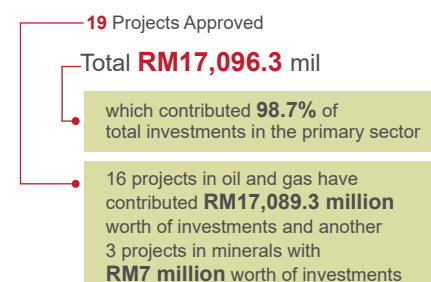 19 Projects Approved
Total RM17,096.3 mil
which contributed 98.7% of
total investments in the primary sector
16 projects in oil and gas have
contributed RM17,089.3 million
worth of investments and another
3 projects in minerals with
RM7 million worth of investments